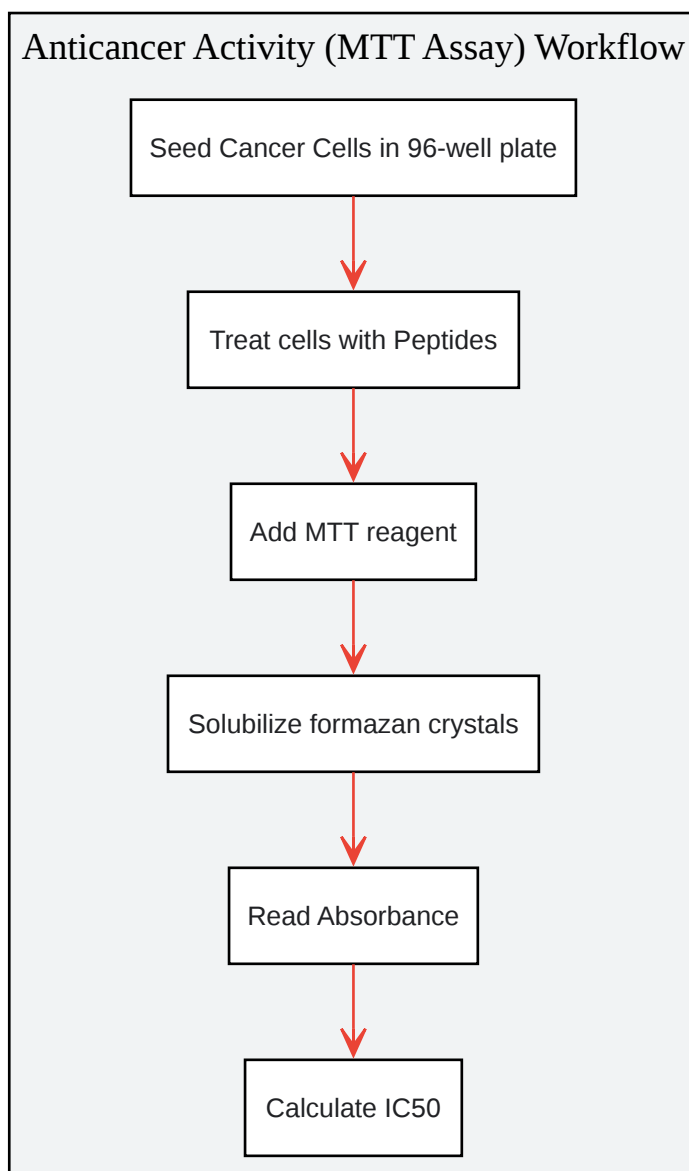 Anticancer Activity (MTT Assay) Workflow
Seed Cancer Cells in 96-well plate
Treat cells with Peptides
Add MTT reagent
Solubilize formazan crystals
Read Absorbance
Calculate IC50